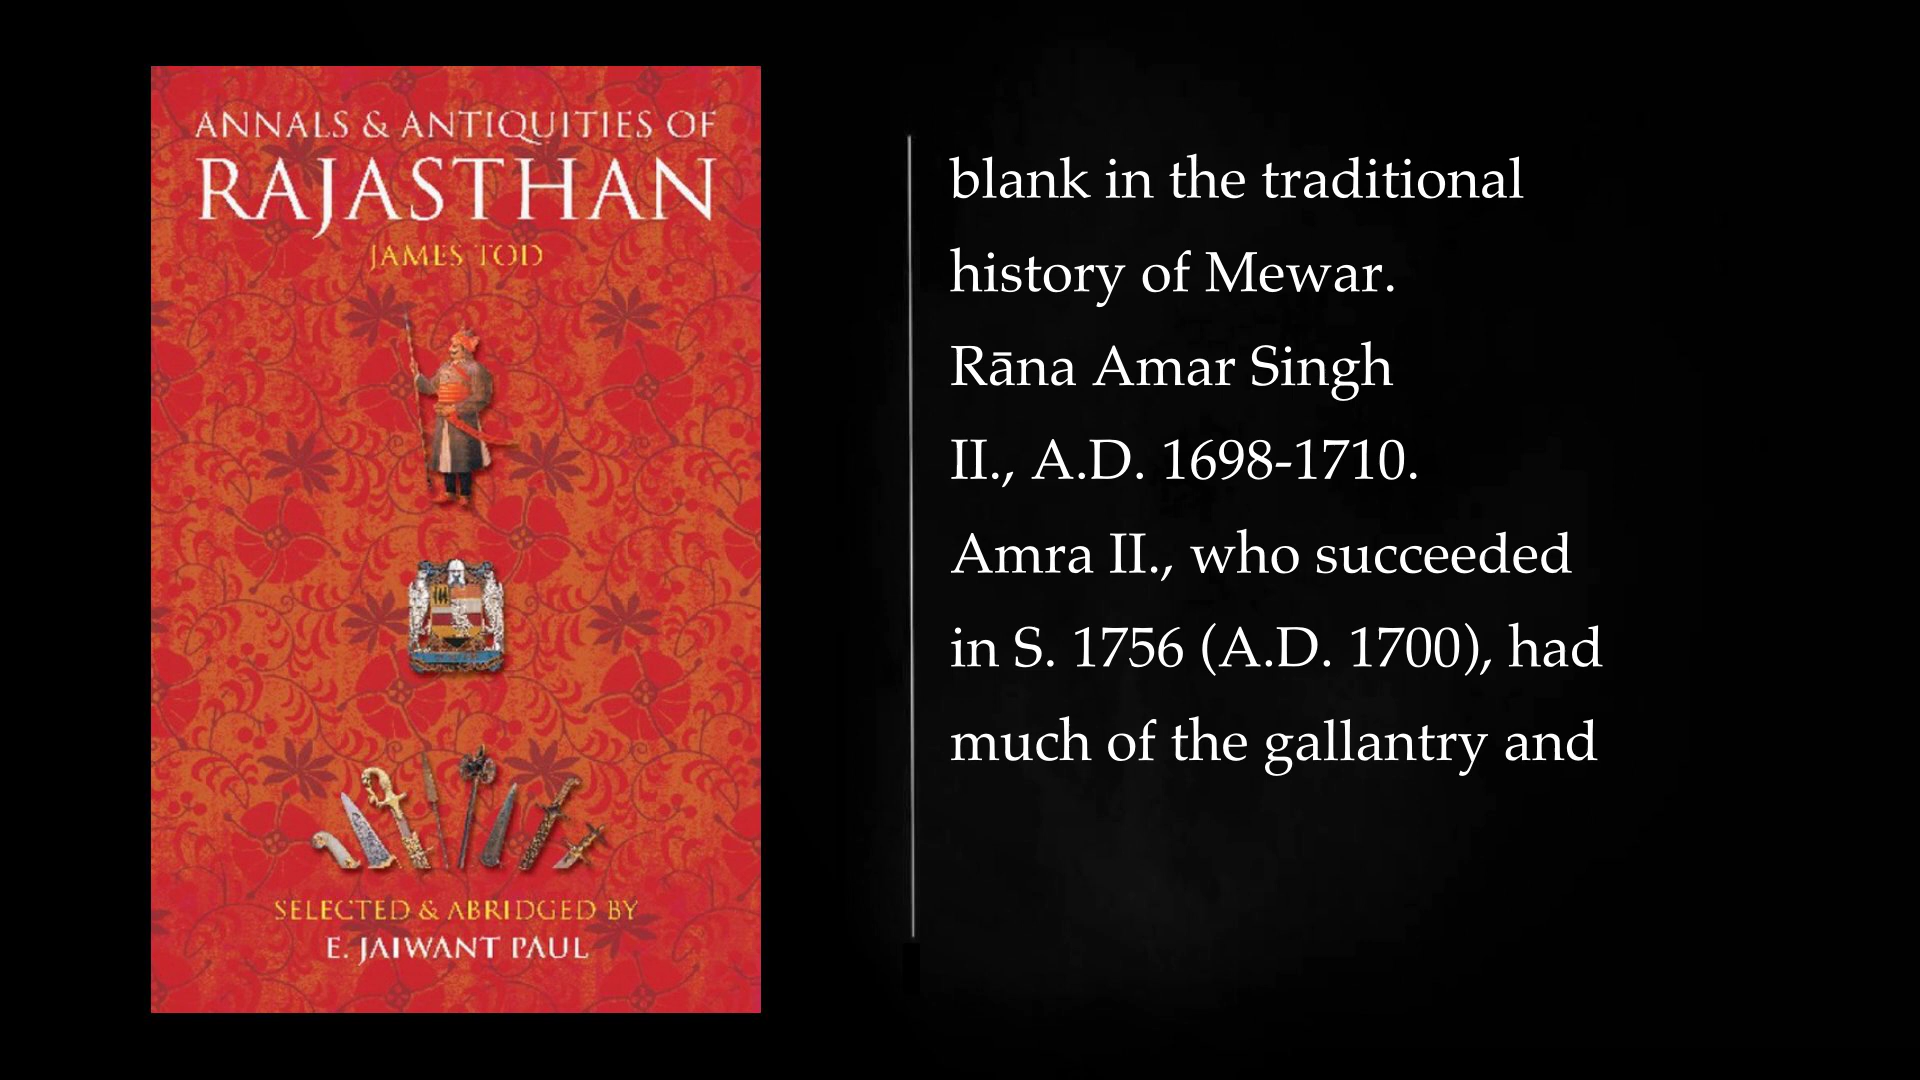 ANNALS & ANTIQUITIES OF
RAJASTHAN
JAMES TOD
SELECTED & ABRIDGED BY
E. JAIWANT PAUL
blank in the traditional
history of Mewar.
Rāna Amar Singh
II., A.D. 1698-1710.
Amra II., who succeeded
in S. 1756 (A.D. 1700), had
much of the gallantry and